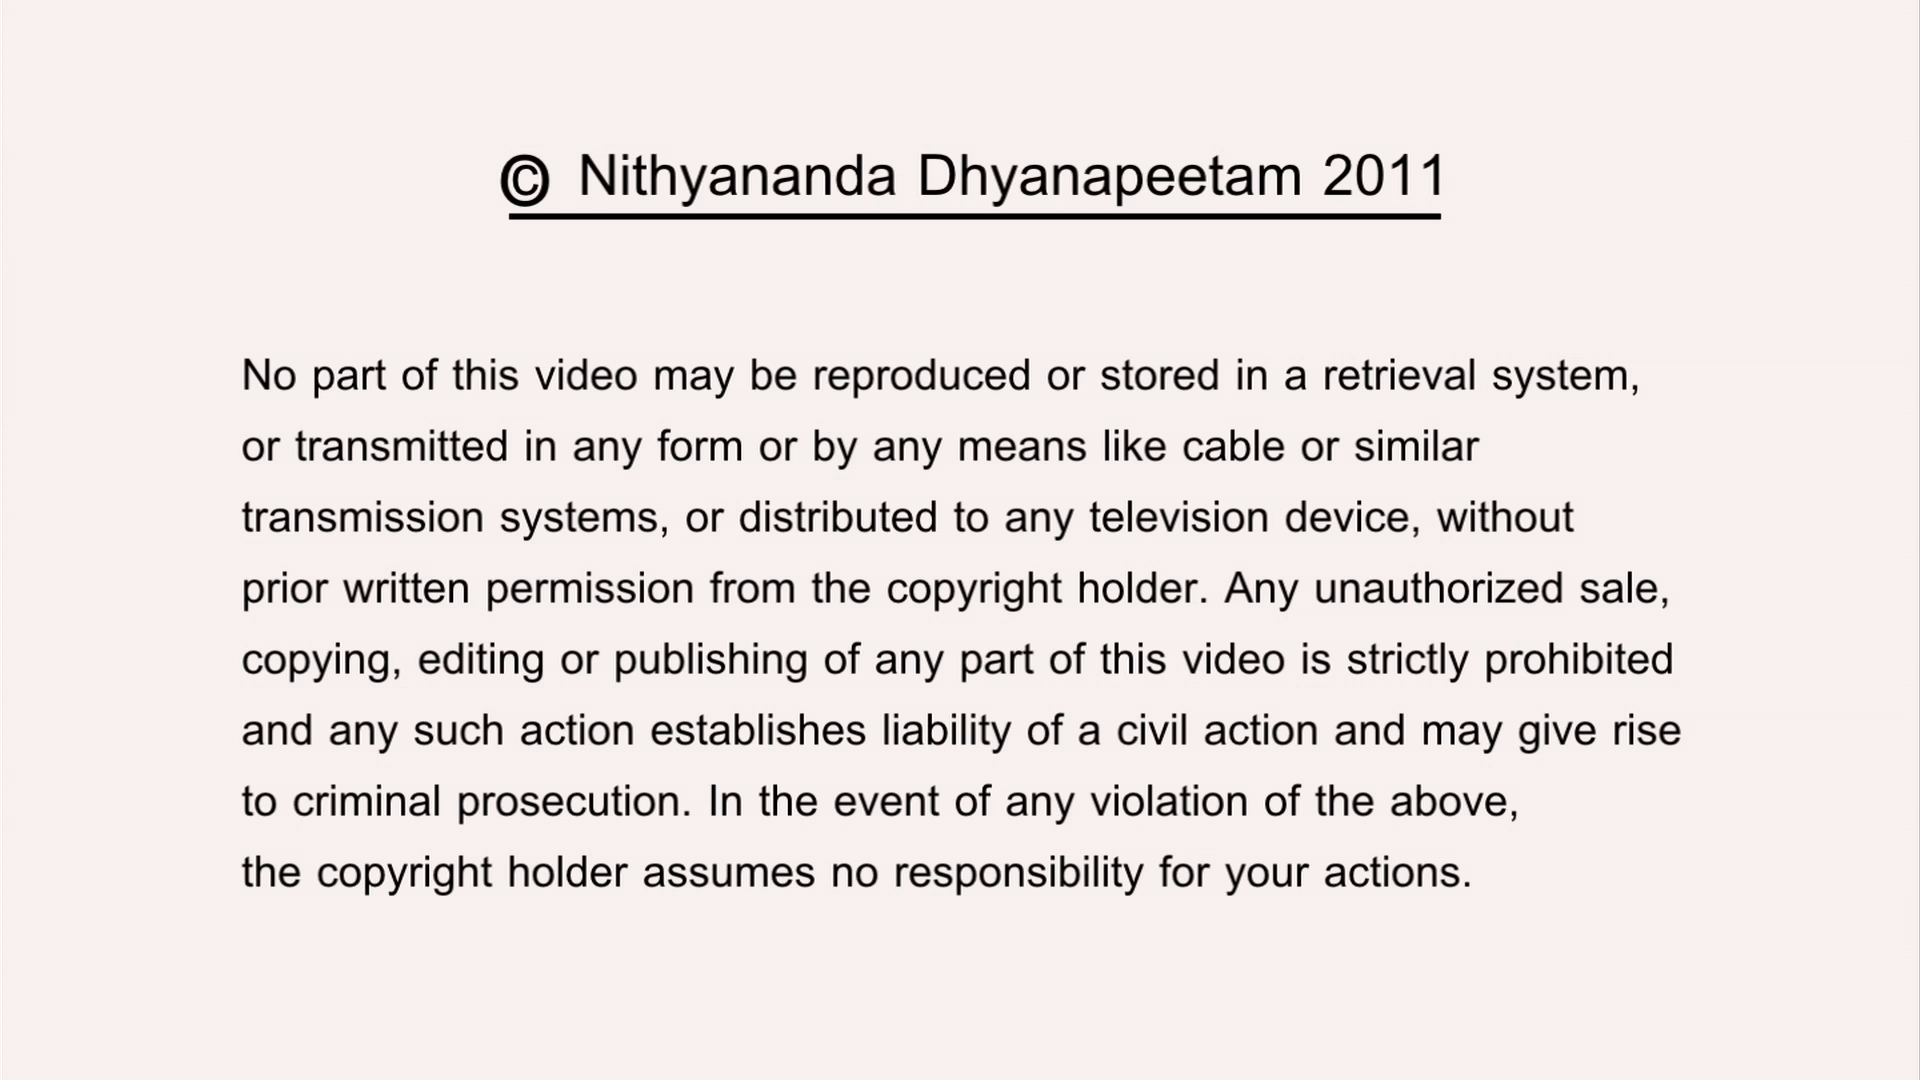 © Nithyananda Dhyanapeetam 2011
No part of this video may be reproduced or stored in a retrieval system,
or transmitted in any form or by any means like cable or similar
transmission systems, or distributed to any television device, without
prior written permission from the copyright holder. Any unauthorized sale,
copying, editing or publishing of any part of this video is strictly prohibited
and any such action establishes liability of a civil action and may give rise
to criminal prosecution. In the event of any violation of the above,
the copyright holder assumes no responsibility for your actions.